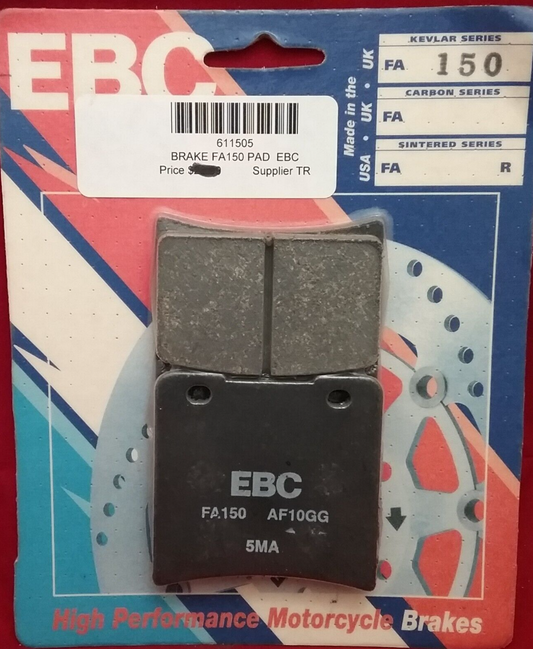 EBC
KEVLAR SERIES
FA 150
CARBON SERIES
FA
SINTERED SERIES
FA R
Made in the
USA • UK • UK
611505
BRAKE FA150 PAD EBC
Price Supplier TR
EBC
FA150 AF10GG
5MA
High Performance Motorcycle Brakes